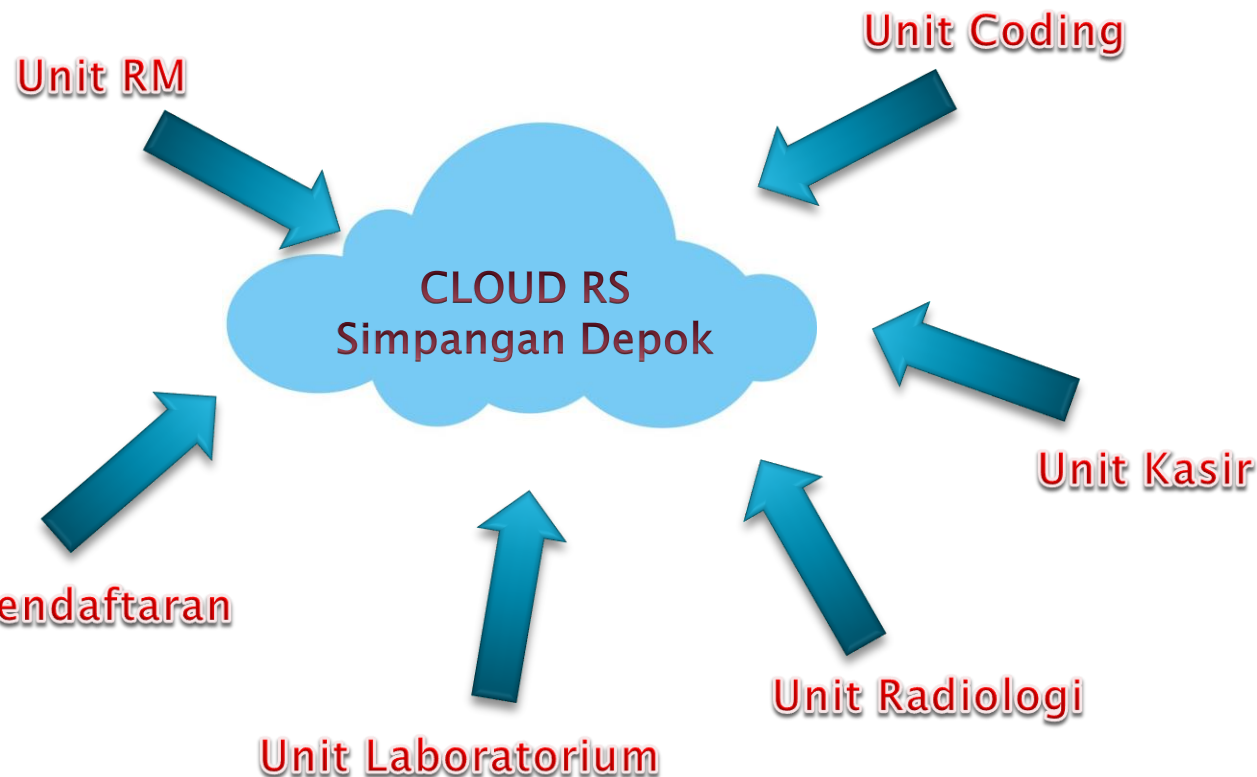 Unit Coding
Unit RM
CLOUD RS
Simpangan Depok
Unit Kasir
endaftaran
Unit Radiologi
Unit Laboratorium